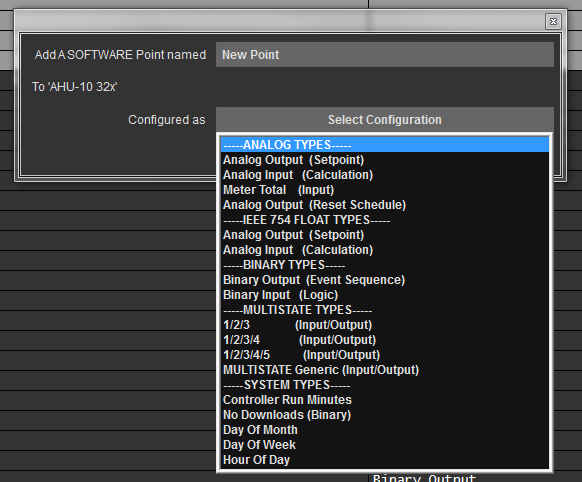 Add A SOFTWARE Point named New Point
To 'AHU-10 32x'
Configured as Select Configuration
-----ANALOG TYPES-----
Analog Output (Setpoint)
Analog Input (Calculation)
Meter Total (Input)
Analog Output (Reset Schedule)
-----IEEE 754 FLOAT TYPES-----
Analog Output (Setpoint)
Analog Input (Calculation)
-----BINARY TYPES-----
Binary Output (Event Sequence)
Binary Input (Logic)
-----MULTISTATE TYPES-----
1/2/3 (Input/Output)
1/2/3/4 (Input/Output)
1/2/3/4/5 (Input/Output)
MULTISTATE Generic (Input/Output)
-----SYSTEM TYPES-----
Controller Run Minutes
No Downloads (Binary)
Day Of Month
Day Of Week
Hour Of Day
Binary Output